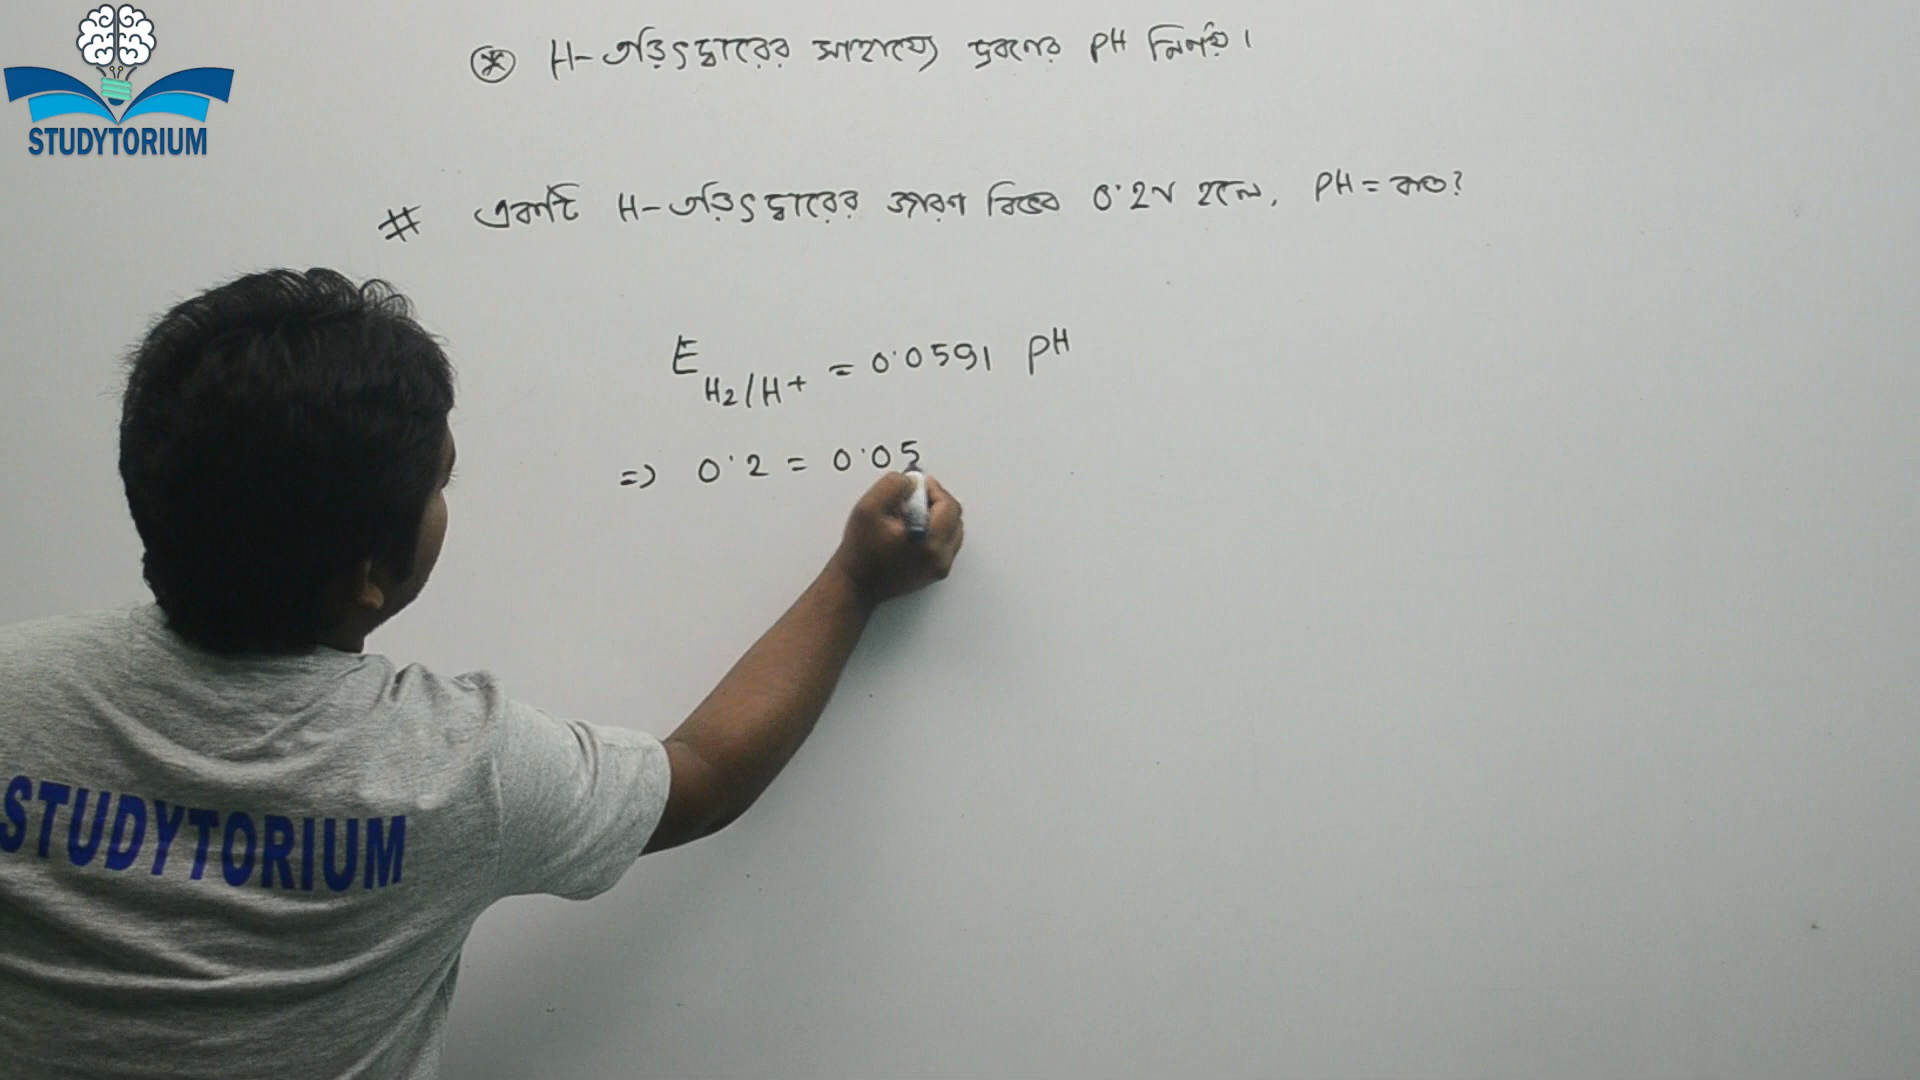 STUDYTORIUM
* H-তড়িৎদ্বারের সাহায্যে দ্রবণের PH নির্ণয়।
# একটি H-তড়িৎদ্বারের জারণ বিভব 0.2V হলে, PH = কত?
E H2/H+ = 0.0591 PH
=> 0.2 = 0.05
STUDYTORIUM